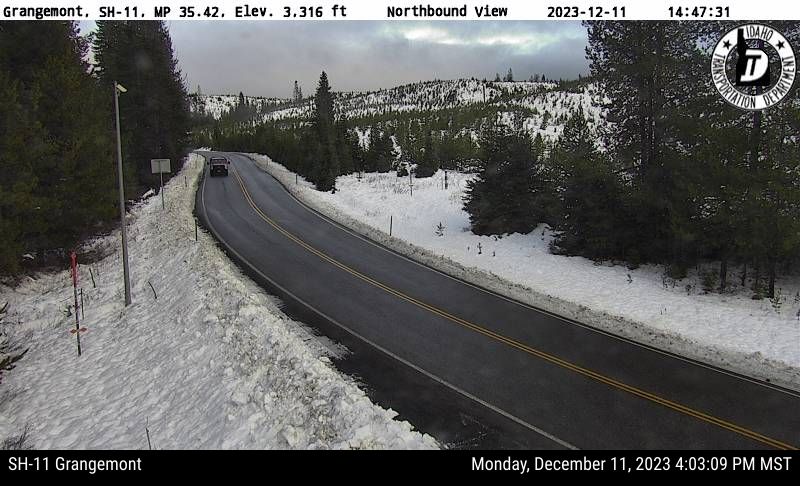 Grangemont, SH-11, MP 35.42, Elev. 3,316 ft Northbound View 2023-12-11 14:47:31
IDAHO
TRANSPORTATION DEPARTMENT
SH-11 Grangemont Monday, December 11, 2023 4:03:09 PM MST